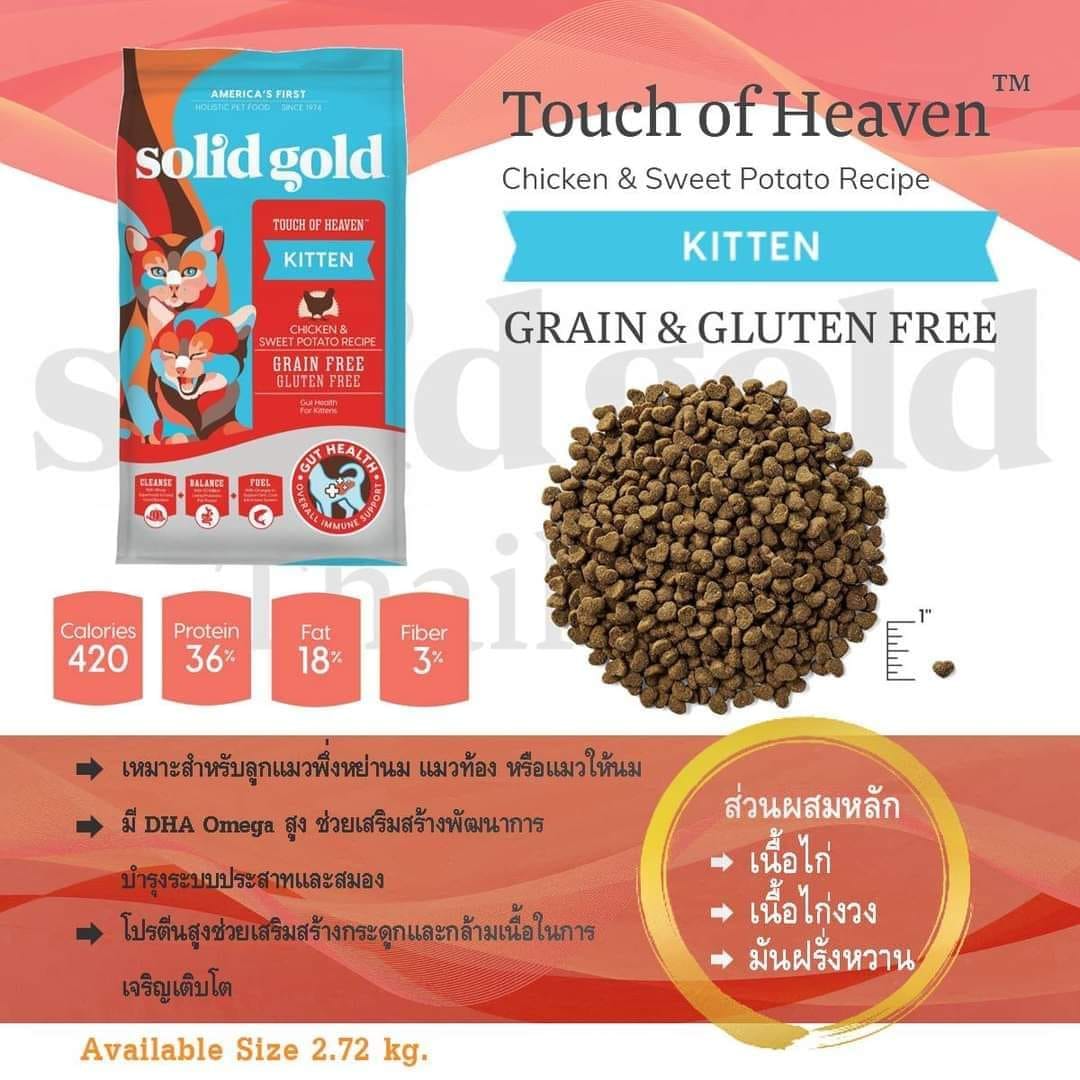 AMERICA'S FIRST
HOLISTIC PET FOOD SINCE 1974
solid gold
TOUCH OF HEAVEN™
KITTEN
CHICKEN &
SWEET POTATO RECIPE
GRAIN FREE
GLUTEN FREE
Gut Health
For Kittens
CLEANSE + BALANCE + FUEL
GUT HEALTH
• OVERALL IMMUNE SUPPORT •
Touch of Heaven™
Chicken & Sweet Potato Recipe
KITTEN
GRAIN & GLUTEN FREE
solid gold
Thail
1"
Calories
420
Protein
36%
Fat
18%
Fiber
3%
เหมาะสำหรับลูกแมวพึ่งหย่านม แมวท้อง หรือแมวให้นม
มี DHA Omega สูง ช่วยเสริมสร้างพัฒนาการ
บำรุงระบบประสาทและสมอง
โปรตีนสูงช่วยเสริมสร้างกระดูกและกล้ามเนื้อในการ
เจริญเติบโต
ส่วนผสมหลัก
เนื้อไก่
เนื้อไก่งวง
มันฝรั่งหวาน
Available Size 2.72 kg.